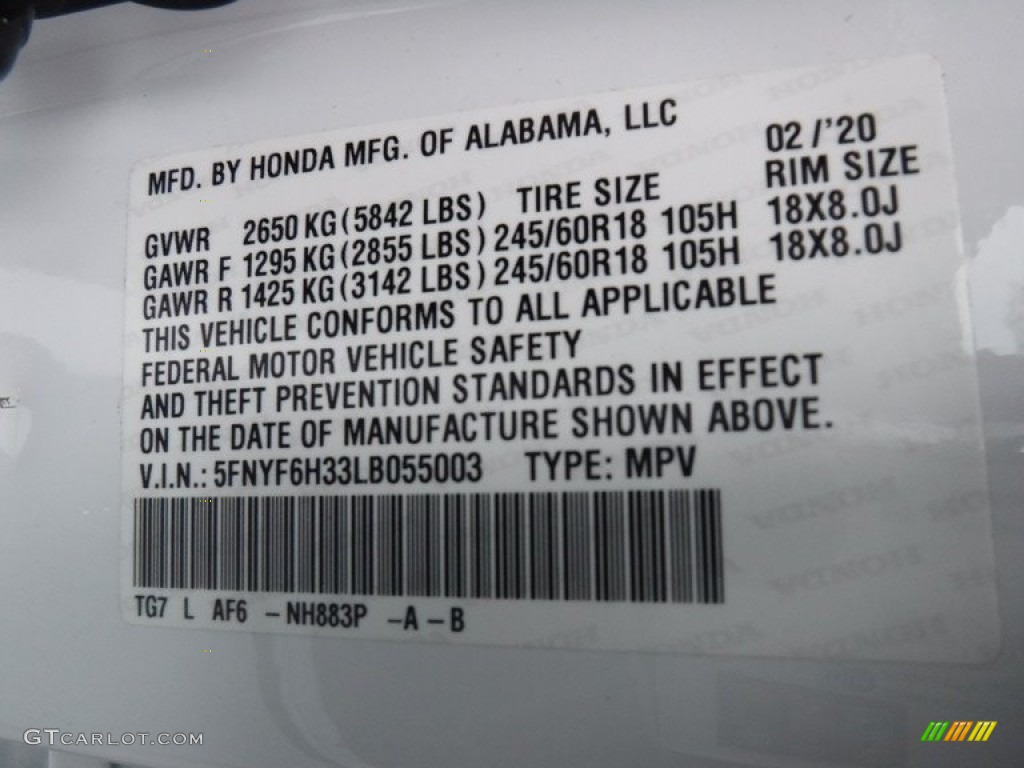 MFD. BY HONDA MFG. OF ALABAMA, LLC 02/'20
GVWR 2650 KG (5842 LBS) TIRE SIZE RIM SIZE
GAWR F 1295 KG (2855 LBS) 245/60R18 105H 18X8.0J
GAWR R 1425 KG (3142 LBS) 245/60R18 105H 18X8.0J
THIS VEHICLE CONFORMS TO ALL APPLICABLE
FEDERAL MOTOR VEHICLE SAFETY
AND THEFT PREVENTION STANDARDS IN EFFECT
ON THE DATE OF MANUFACTURE SHOWN ABOVE.
V.I.N.: 5FNYF6H33LB055003 TYPE: MPV
TG7 L AF6 -NH883P -A-B
GTCARLOT.COM